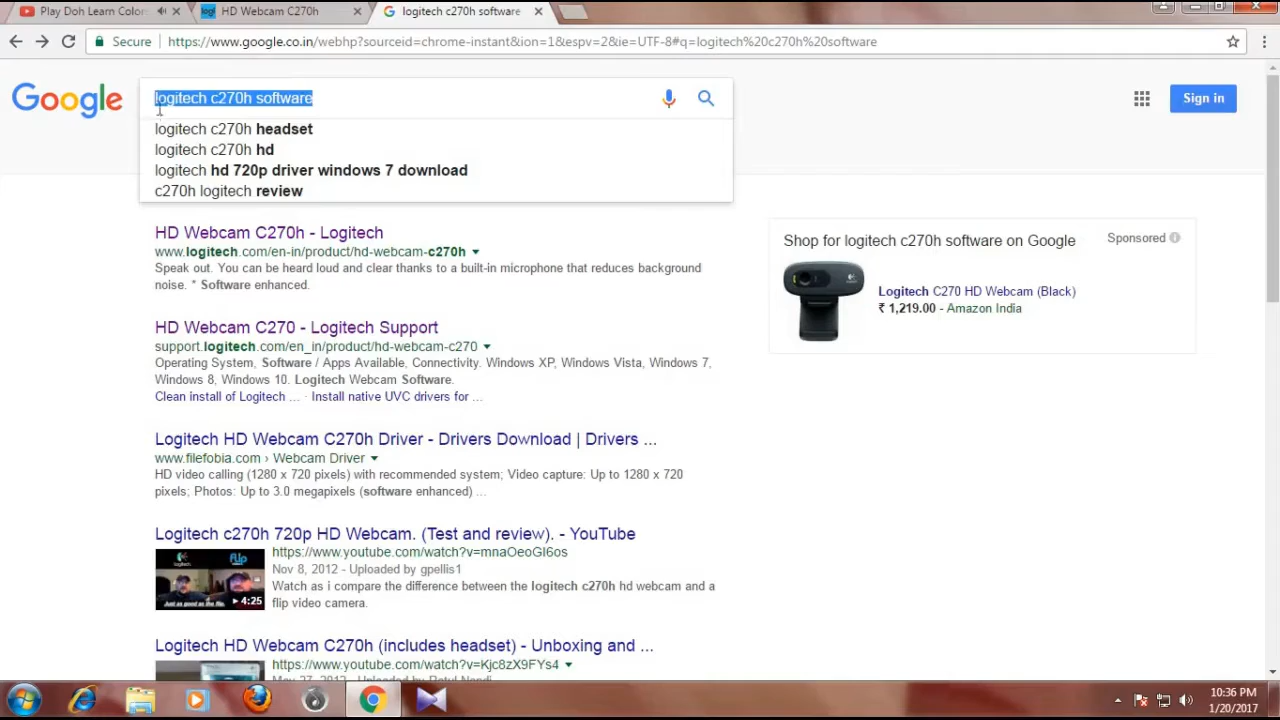 Play Doh Learn Color
HD Webcam C270h
logitech c270h software
Secure
https://www.google.co.in/webhp?sourceid=chrome-instant&ion=1&espv=2&ie=UTF-8#q=logitech%20c270h%20software
Google
logitech c270h software
Sign in
logitech c270h headset
logitech c270h hd
logitech hd 720p driver windows 7 download
c270h logitech review
HD Webcam C270h - Logitech
www.logitech.com/en-in/product/hd-webcam-c270h
Speak out. You can be heard loud and clear thanks to a built-in microphone that reduces background
noise. * Software enhanced.
Shop for logitech c270h software on Google
Sponsored
Logitech C270 HD Webcam (Black)
₹ 1,219.00 - Amazon India
HD Webcam C270 - Logitech Support
support.logitech.com/en_in/product/hd-webcam-c270
Operating System, Software / Apps Available, Connectivity. Windows XP, Windows Vista, Windows 7,
Windows 8, Windows 10. Logitech Webcam Software.
Clean install of Logitech ... · Install native UVC drivers for ...
Logitech HD Webcam C270h Driver - Drivers Download | Drivers ...
www.filefobia.com › Webcam Driver
HD video calling (1280 x 720 pixels) with recommended system; Video capture: Up to 1280 x 720
pixels; Photos: Up to 3.0 megapixels (software enhanced) ...
Logitech c270h 720p HD Webcam. (Test and review). - YouTube
https://www.youtube.com/watch?v=mnaOeoGI6os
Nov 8, 2012 - Uploaded by gpellis1
Watch as i compare the difference between the logitech c270h hd webcam and a
flip video camera.
flip
Just as good as the flip.
4:25
Logitech HD Webcam C270h (includes headset) - Unboxing and ...
https://www.youtube.com/watch?v=Kjc8zX9FYs4
10:36 PM
1/20/2017